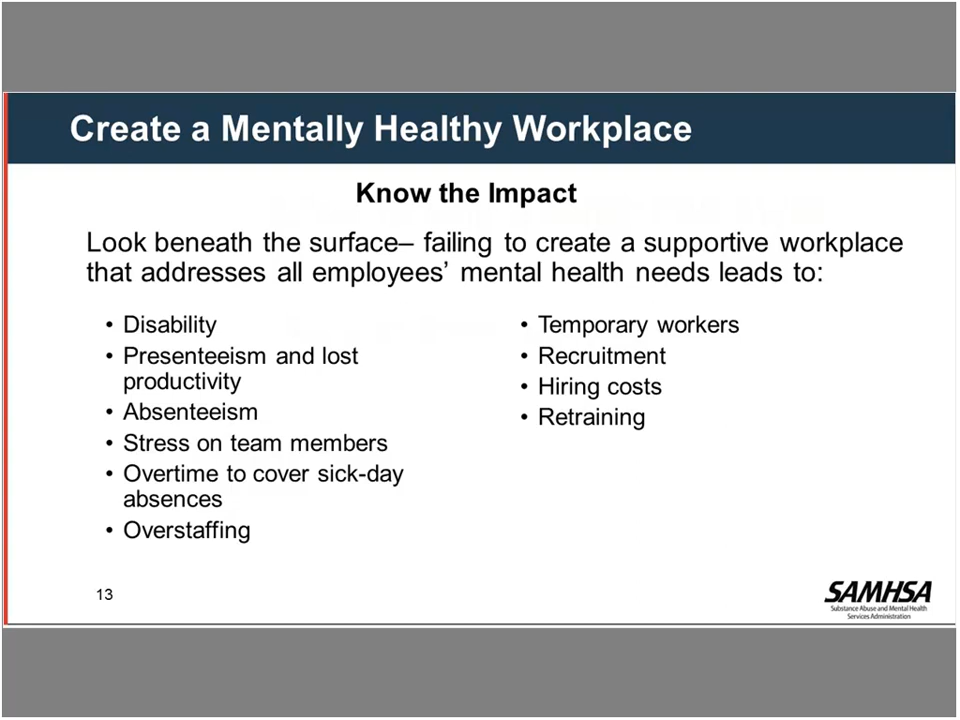 Create a Mentally Healthy Workplace
Know the Impact
Look beneath the surface– failing to create a supportive workplace
that addresses all employees’ mental health needs leads to:
• Disability
• Presenteeism and lost
productivity
• Absenteeism
• Stress on team members
• Overtime to cover sick-day
absences
• Overstaffing
• Temporary workers
• Recruitment
• Hiring costs
• Retraining
13
SAMHSA
Substance Abuse and Mental Health
Services Administration